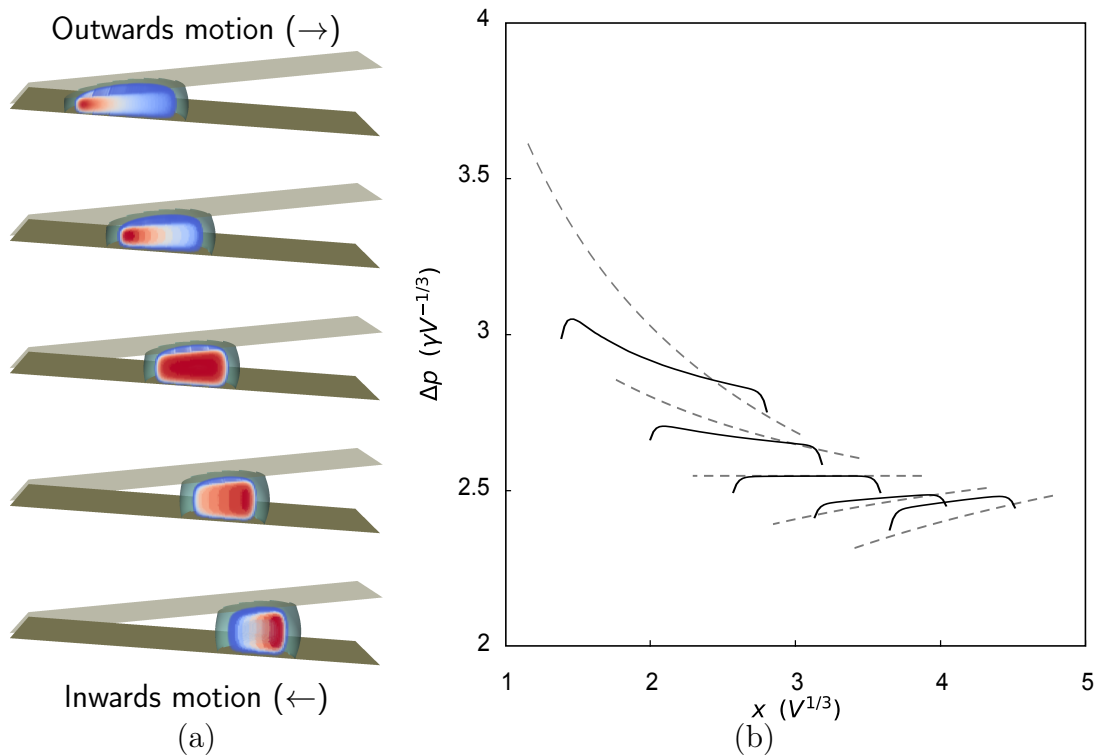 Outwards motion (→)
Inwards motion (←)
(a)
4
3.5
3
2.5
2
Δp (γV⁻¹/³)
1 2 3 4 5
x (V¹/³)
(b)